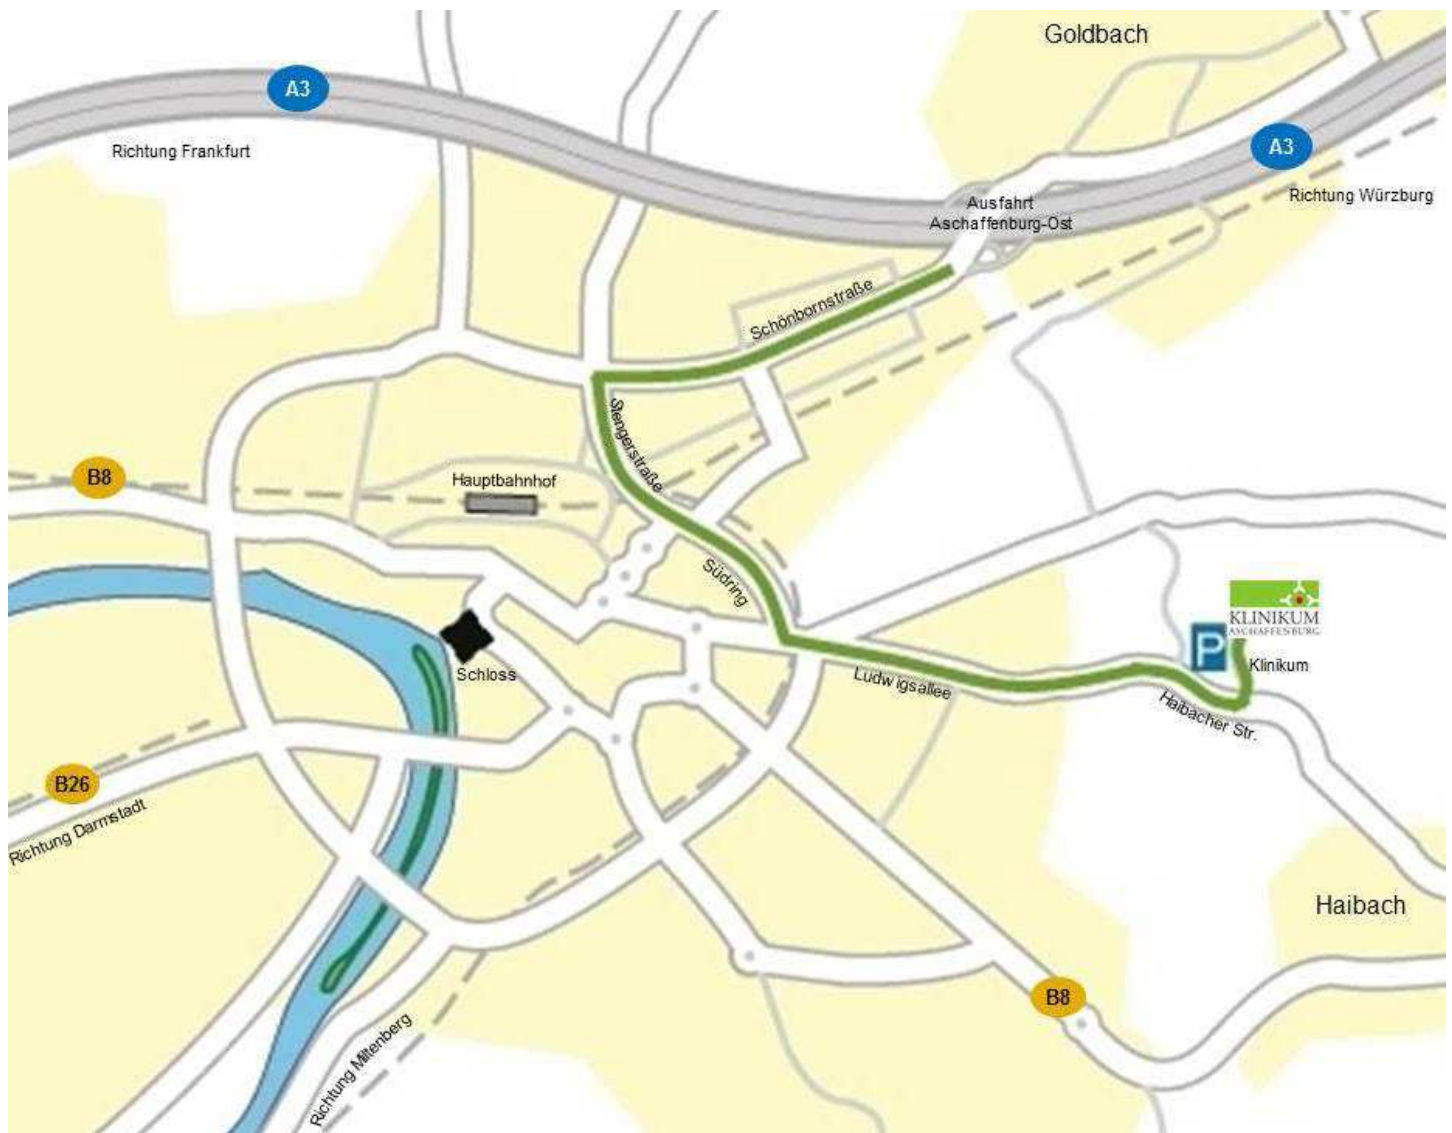 Goldbach
A3
Richtung Frankfurt
A3
Richtung Würzburg
Ausfahrt
Aschaffenburg-Ost
Schönbornstraße
Stengerstraße
B8
Hauptbahnhof
Südring
KLINIKUM
ASCHAFFENBURG
P
Klinikum
Schloss
Ludwigsallee
Haibacher Str.
B26
Richtung Darmstadt
Haibach
B8
Richtung Miltenberg